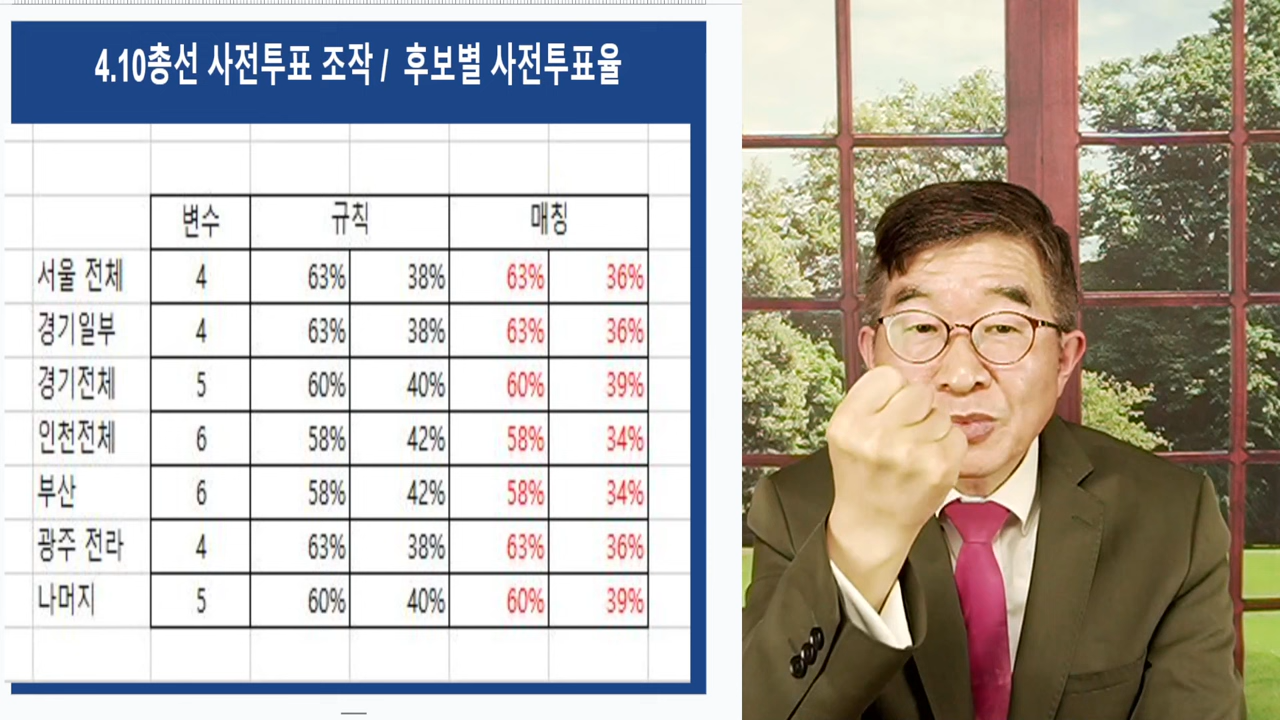 4.10총선 사전투표 조작 / 후보별 사전투표율
변수 규칙 매칭
서울 전체 4 63% 38% 63% 36%
경기일부 4 63% 38% 63% 36%
경기전체 5 60% 40% 60% 39%
인천전체 6 58% 42% 58% 34%
부산 6 58% 42% 58% 34%
광주 전라 4 63% 38% 63% 36%
나머지 5 60% 40% 60% 39%